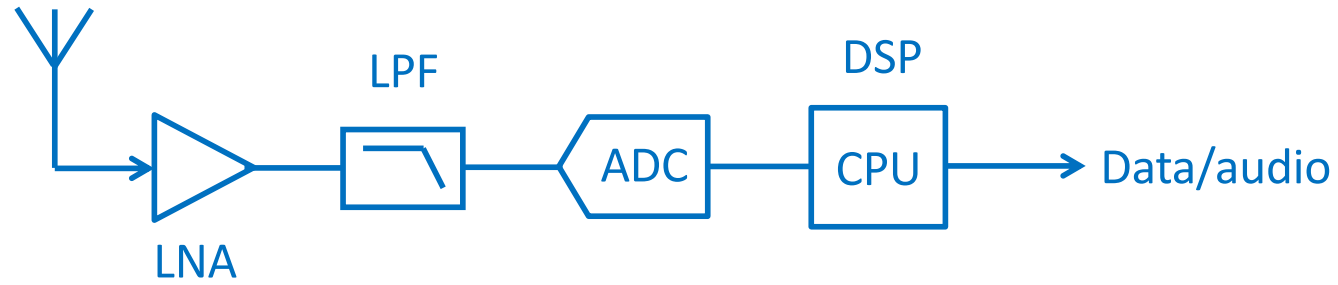 LNA
LPF
ADC
DSP
CPU
Data/audio